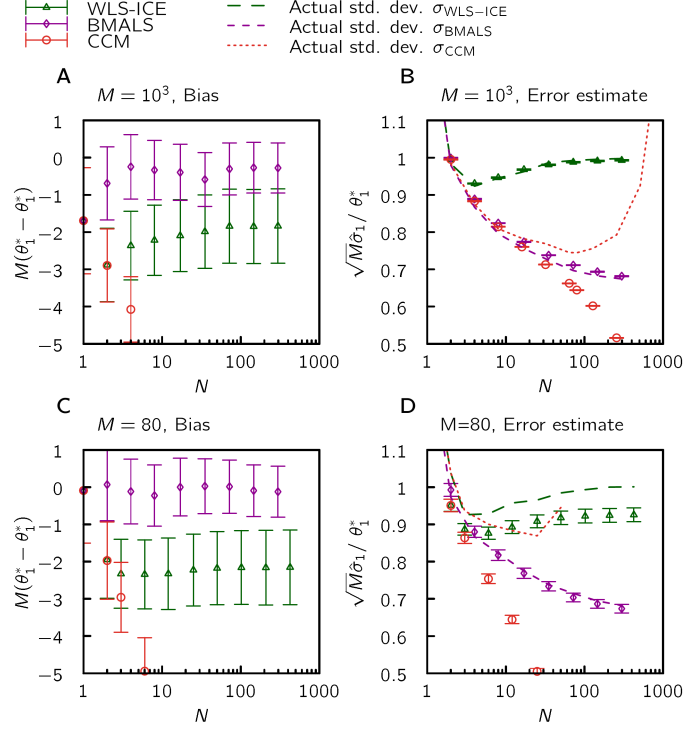 WLS-ICE
BMALS
CCM
Actual std. dev. σWLS−ICE
Actual std. dev. σBMALS
Actual std. dev. σCCM
A
M = 10³, Bias
1
0
−1
−2
−3
−4
−5
M(θ₁* − θ₁*)
1 10 100 1000
N
B
M = 10³, Error estimate
1.1
1
0.9
0.8
0.7
0.6
0.5
√Mσ̂₁/ θ₁*
1 10 100 1000
N
C
M = 80, Bias
1
0
−1
−2
−3
−4
−5
M(θ₁* − θ₁*)
1 10 100 1000
N
D
M=80, Error estimate
1.1
1
0.9
0.8
0.7
0.6
0.5
√Mσ̂₁/ θ₁*
1 10 100 1000
N